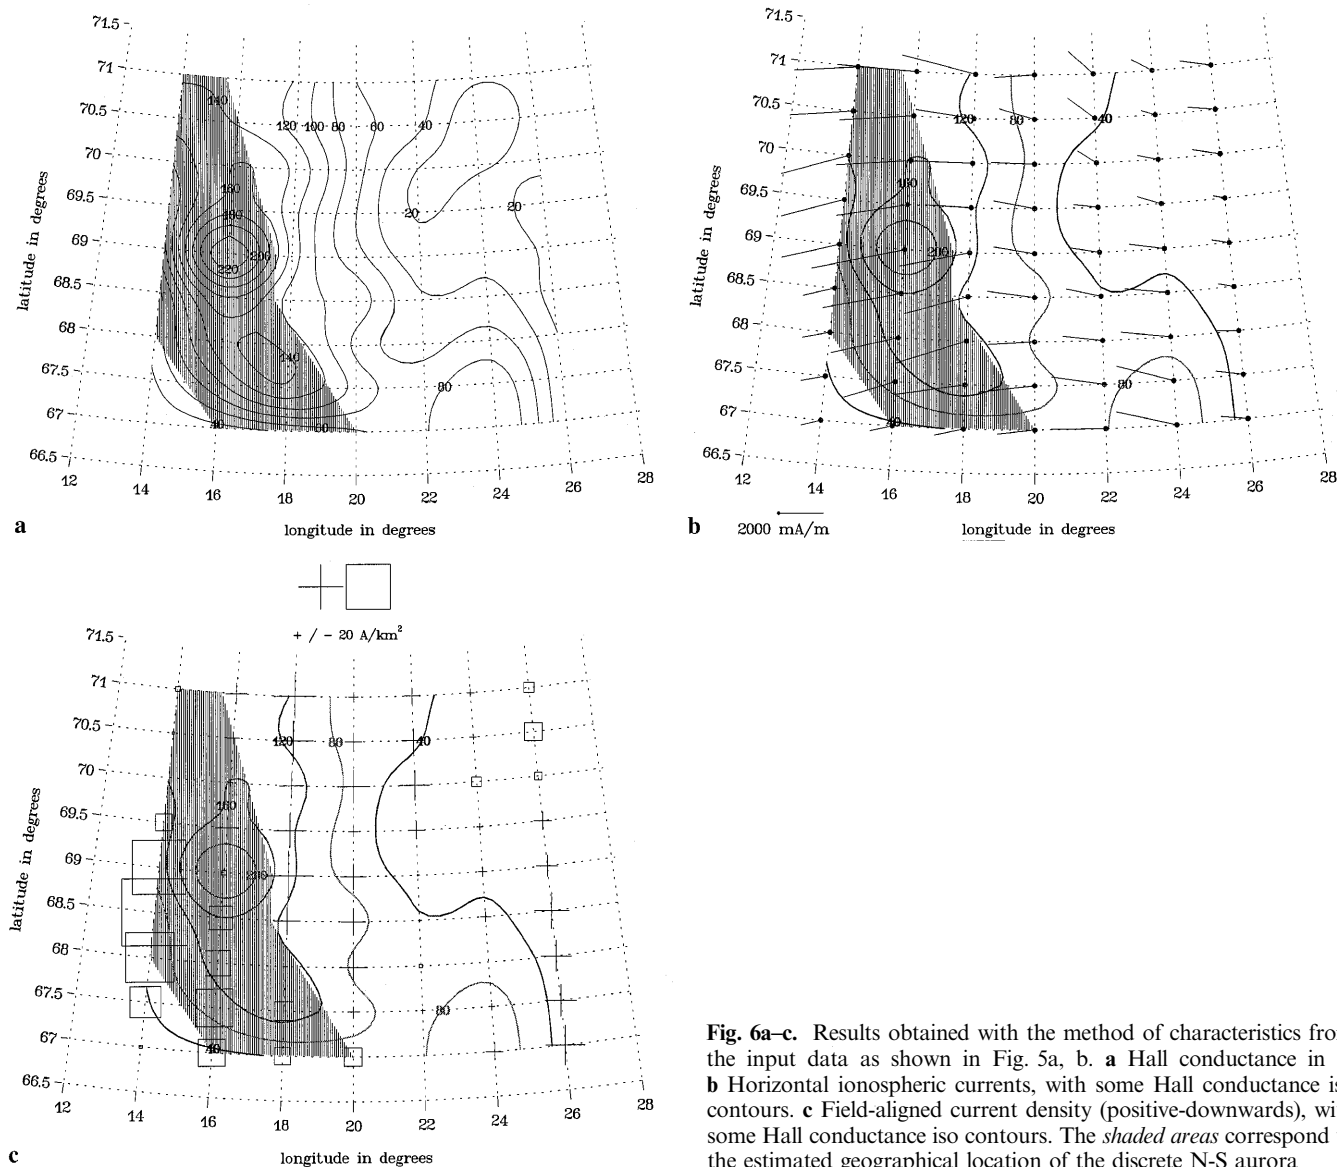 71.5
71
70.5
70
69.5
69
68.5
68
67.5
67
66.5
latitude in degrees
140
120 100 80 60 40
160
180
200
220
20
20
140
80
40
60
12 14 16 18 20 22 24 26 28
a
longitude in degrees
71.5
71
70.5
70
69.5
69
68.5
68
67.5
67
66.5
latitude in degrees
120 80 40
160
200
80
40
12 14 16 18 20 22 24 26 28
b
2000 mA/m
longitude in degrees
+ / − 20 A/km²
71.5
71
70.5
70
69.5
69
68.5
68
67.5
67
66.5
latitude in degrees
120 80 40
160
200
80
40
12 14 16 18 20 22 24 26 28
c
longitude in degrees
Fig. 6a–c. Results obtained with the method of characteristics fro
the input data as shown in Fig. 5a, b. a Hall conductance in
b Horizontal ionospheric currents, with some Hall conductance is
contours. c Field-aligned current density (positive-downwards), wi
some Hall conductance iso contours. The shaded areas correspond
the estimated geographical location of the discrete N-S aurora